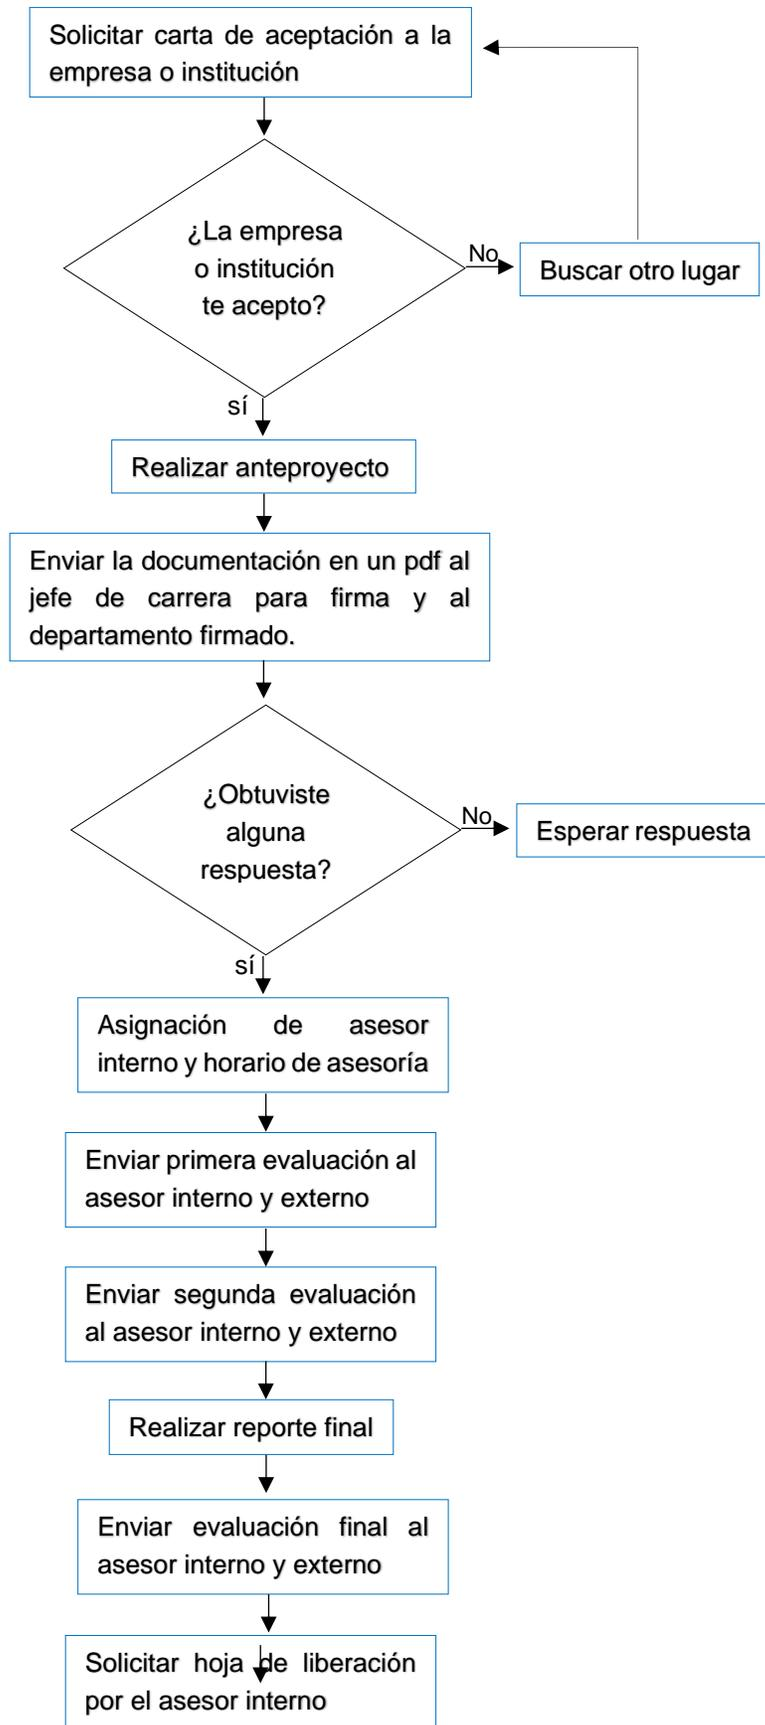 Solicitar carta de aceptación a la
empresa o institución
¿La empresa
o institución
te acepto?
No
Buscar otro lugar
sí
Realizar anteproyecto
Enviar la documentación en un pdf al
jefe de carrera para firma y al
departamento firmado.
¿Obtuviste
alguna
respuesta?
No
Esperar respuesta
sí
Asignación de asesor
interno y horario de asesoría
Enviar primera evaluación al
asesor interno y externo
Enviar segunda evaluación
al asesor interno y externo
Realizar reporte final
Enviar evaluación final al
asesor interno y externo
Solicitar hoja de liberación
por el asesor interno